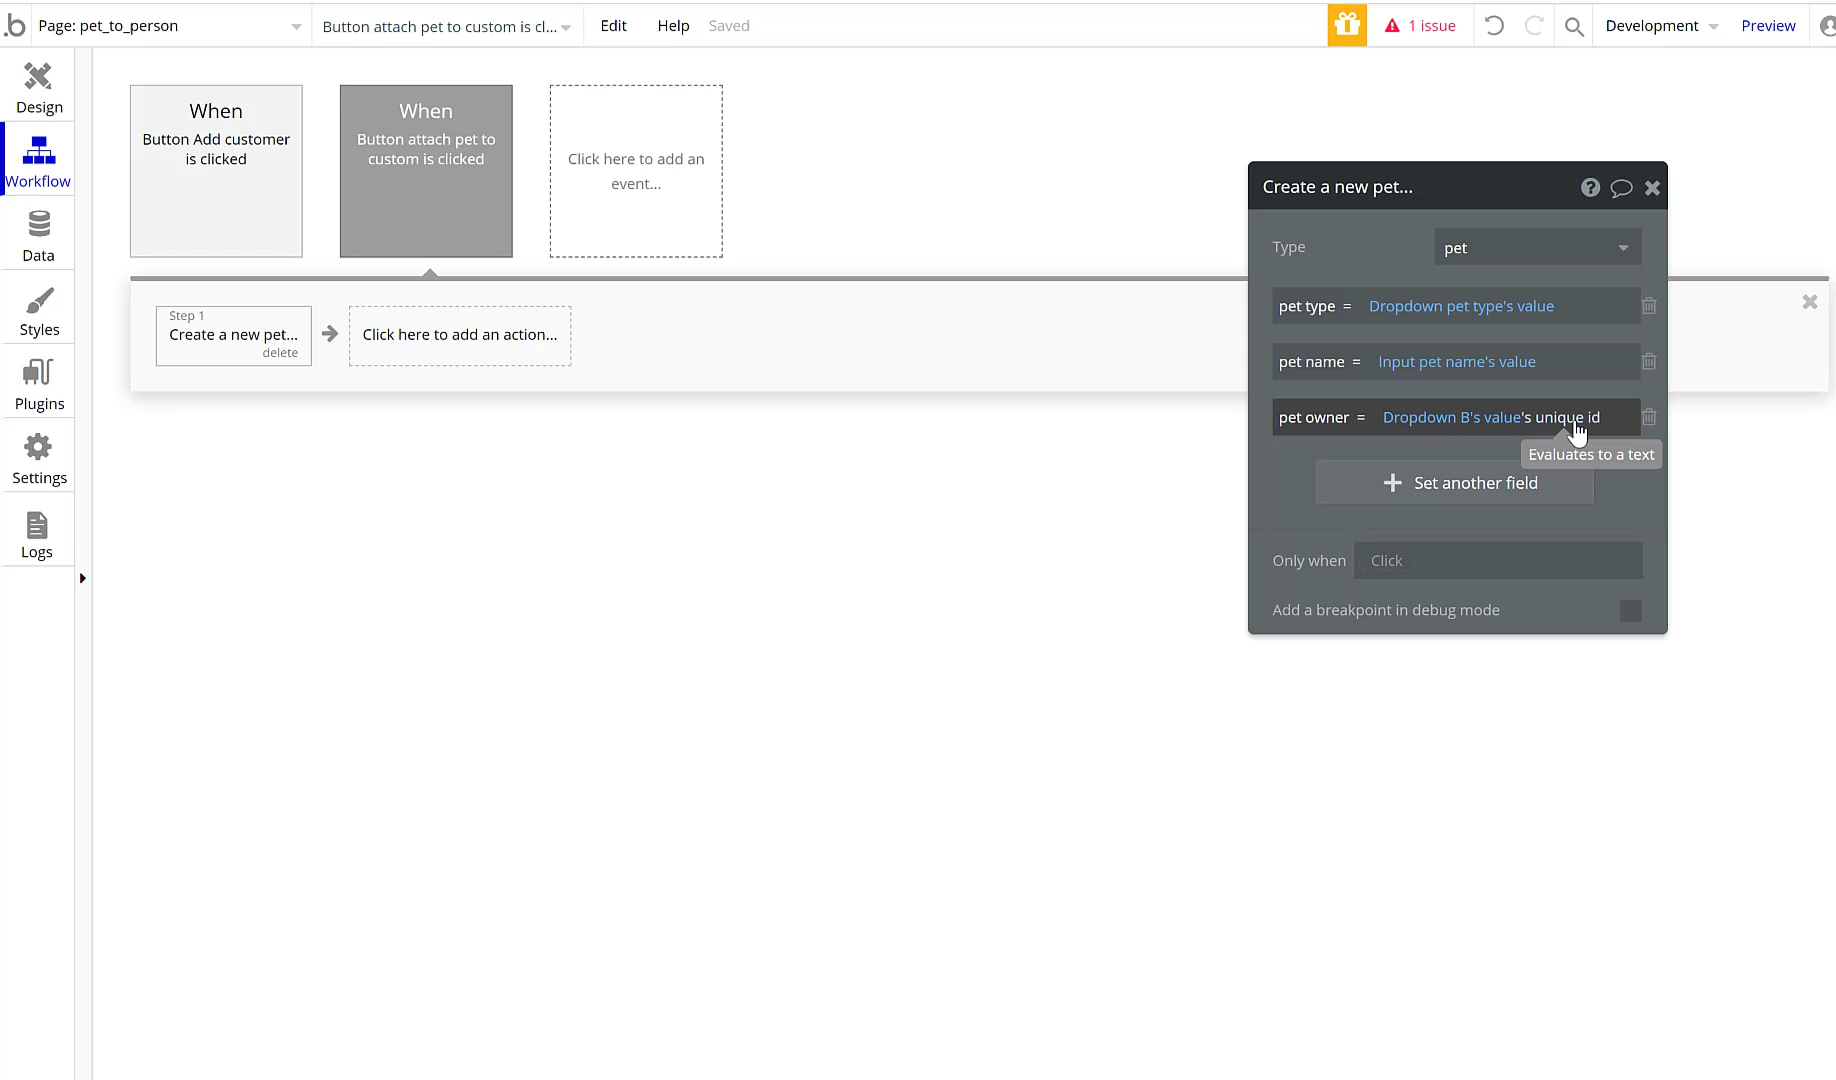 b
Page: pet_to_person
Button attach pet to custom is cl...
Edit
Help
Saved
1 issue
Development
Preview
Design
Workflow
Data
Styles
Plugins
Settings
Logs
When
Button Add customer
is clicked
When
Button attach pet to
custom is clicked
Click here to add an
event...
Step 1
Create a new pet...
delete
Click here to add an action...
Create a new pet...
?
Type
pet
pet type = Dropdown pet type's value
pet name = Input pet name's value
pet owner = Dropdown B's value's unique id
Evaluates to a text
Set another field
Only when
Click
Add a breakpoint in debug mode